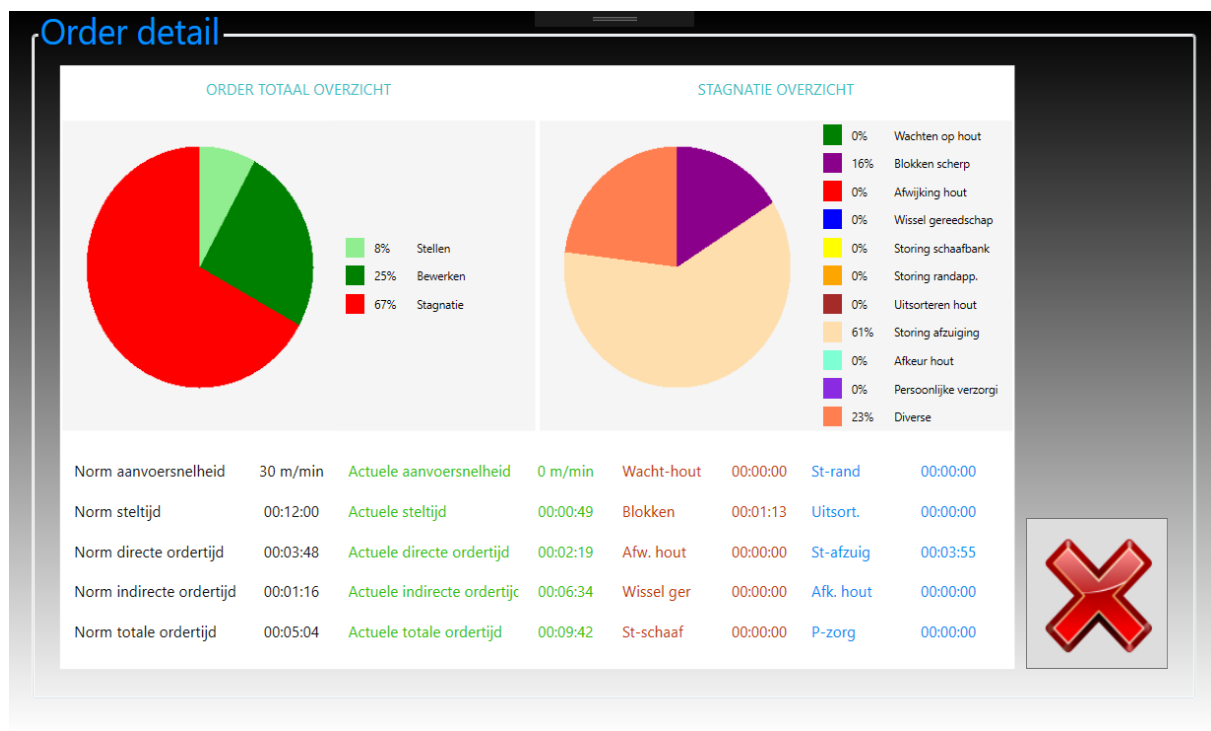 Order detail
ORDER TOTAAL OVERZICHT
8% Stellen
25% Bewerken
67% Stagnatie
STAGNATIE OVERZICHT
0% Wachten op hout
16% Blokken scherp
0% Afwijking hout
0% Wissel gereedschap
0% Storing schaafbank
0% Storing randapp.
0% Uitsorteren hout
61% Storing afzuiging
0% Afkeur hout
0% Persoonlijke verzorgi
23% Diverse
Norm aanvoersnelheid 30 m/min Actuele aanvoersnelheid 0 m/min Wacht-hout 00:00:00 St-rand 00:00:00
Norm steltijd 00:12:00 Actuele steltijd 00:00:49 Blokken 00:01:13 Uitsort. 00:00:00
Norm directe ordertijd 00:03:48 Actuele directe ordertijd 00:02:19 Afw. hout 00:00:00 St-afzuig 00:03:55
Norm indirecte ordertijd 00:01:16 Actuele indirecte ordertijd 00:06:34 Wissel ger 00:00:00 Afk. hout 00:00:00
Norm totale ordertijd 00:05:04 Actuele totale ordertijd 00:09:42 St-schaaf 00:00:00 P-zorg 00:00:00